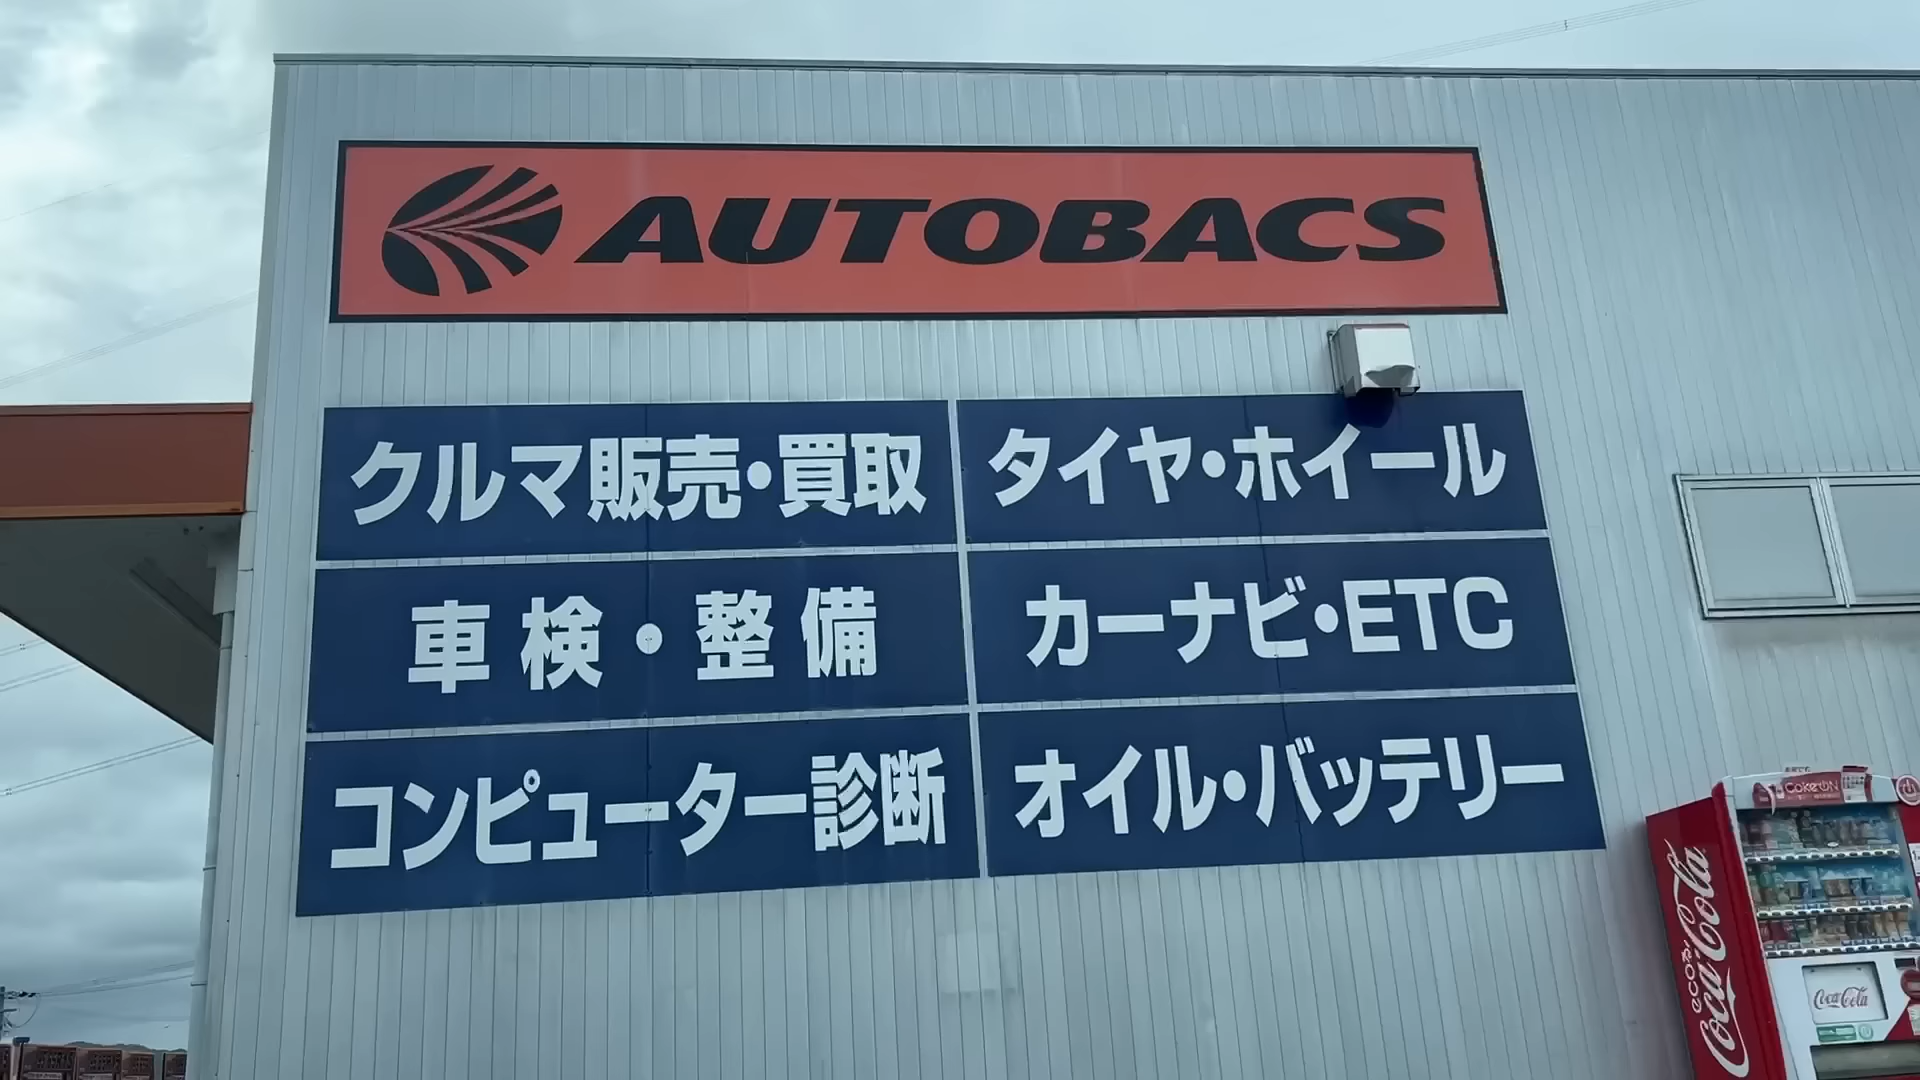 AUTOBACS
クルマ販売・買取
タイヤ・ホイール
車検・整備
カーナビ・ETC
コンピューター診断
オイル・バッテリー
Coke ON
Coca-Cola
Coca-Cola